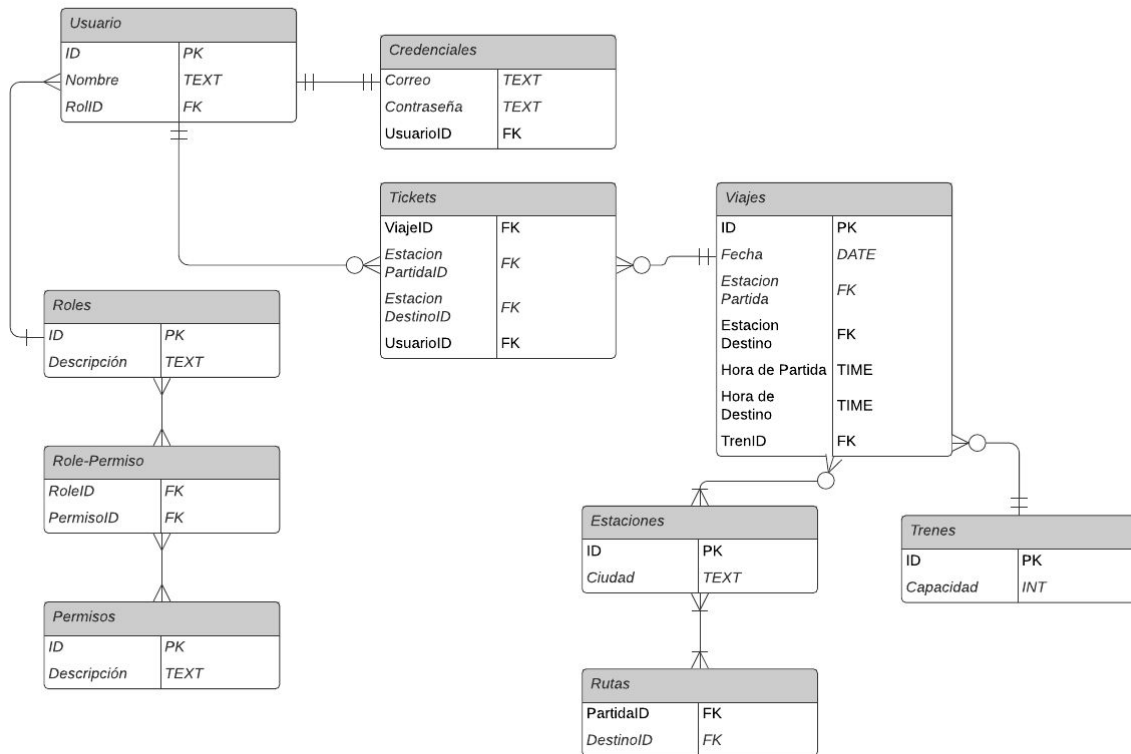 Usuario
ID PK
Nombre TEXT
RolID FK
Credenciales
Correo TEXT
Contraseña TEXT
UsuarioID FK
Tickets
ViajeID FK
Estacion
PartidaID FK
Estacion
DestinoID FK
UsuarioID FK
Viajes
ID PK
Fecha DATE
Estacion
Partida FK
Estacion
Destino FK
Hora de Partida TIME
Hora de
Destino TIME
TrenID FK
Roles
ID PK
Descripción TEXT
Role-Permiso
RoleID FK
PermisoID FK
Permisos
ID PK
Descripción TEXT
Estaciones
ID PK
Ciudad TEXT
Trenes
ID PK
Capacidad INT
Rutas
PartidaID FK
DestinoID FK